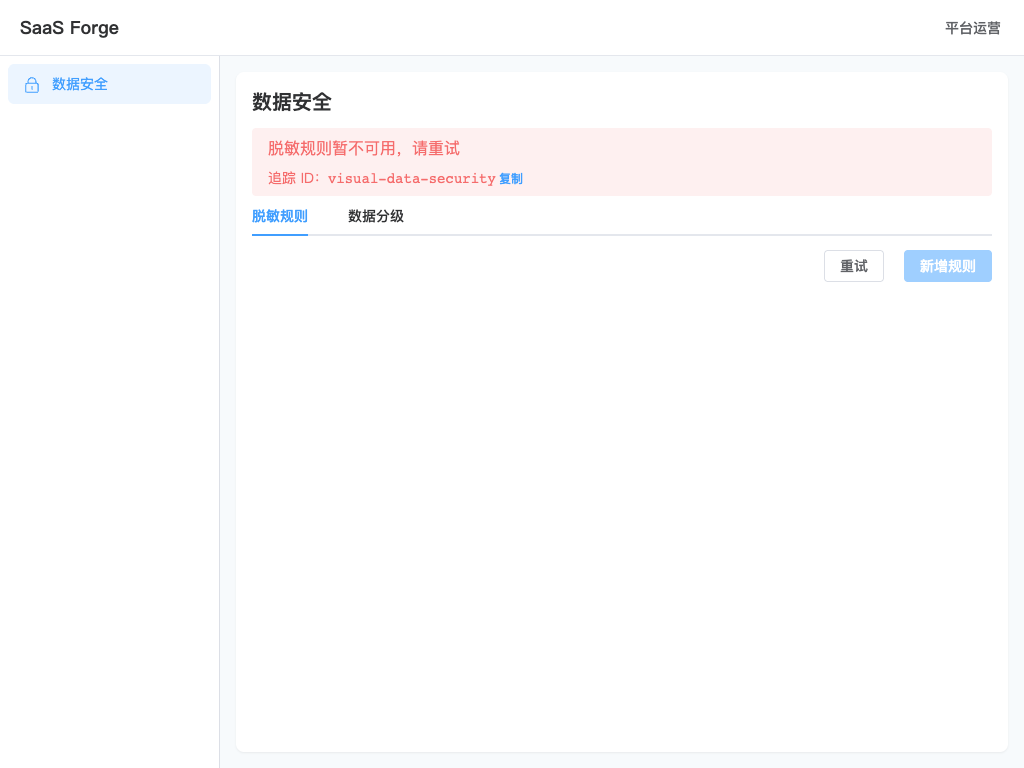 SaaS Forge
平台运营
数据安全
数据安全
脱敏规则暂不可用，请重试
追踪 ID：visual-data-security 复制
脱敏规则 数据分级
重试 新增规则